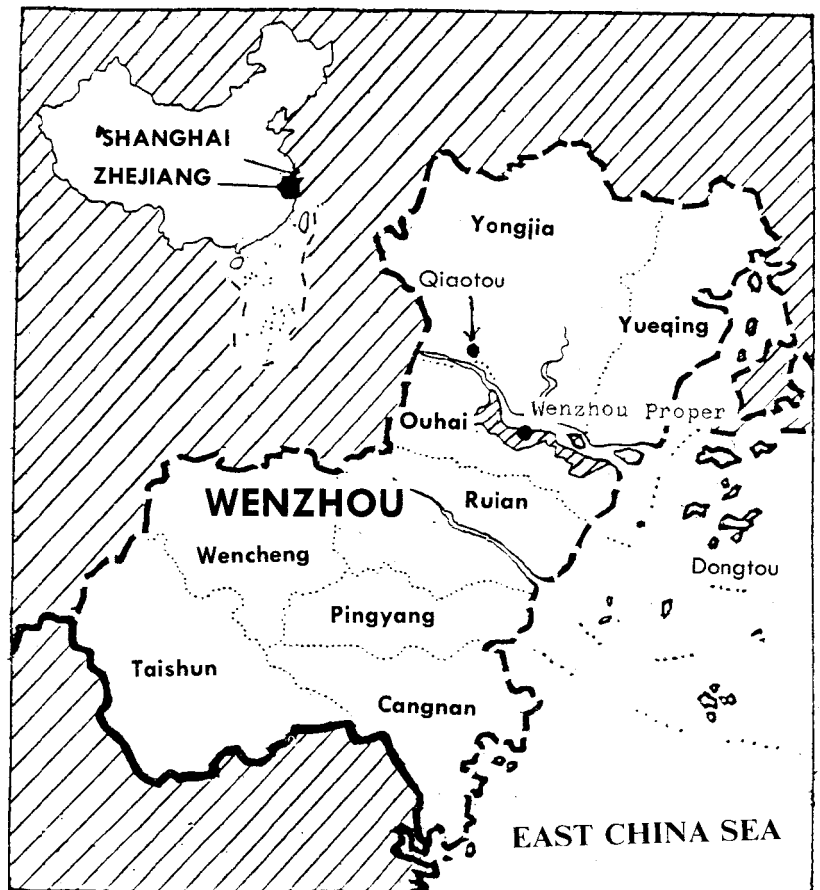 SHANGHAI
ZHEJIANG
Yongjia
Qiaotou
Yueqing
Wenzhou Proper
Ouhai
WENZHOU
Ruian
Wencheng
Dongtou
Pingyang
Taishun
Cangnan
EAST CHINA SEA